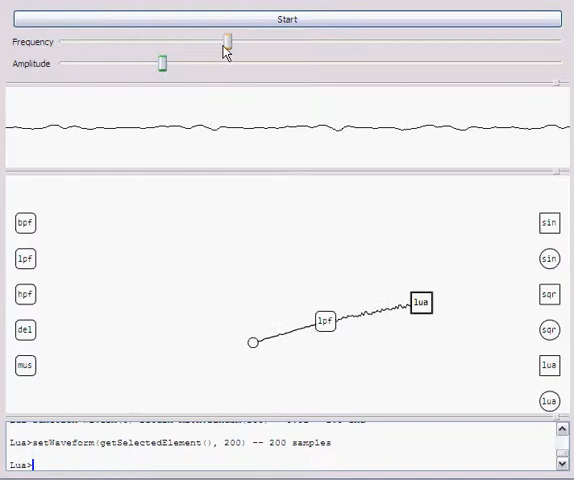 Start
Frequency
Amplitude
bpf
sin
lpf
sin
hpf
sqr
lua
lpf
del
sqr
mus
lua
lua
Lua>setWaveform(getSelectedElement(), 200) -- 200 samples
Lua>